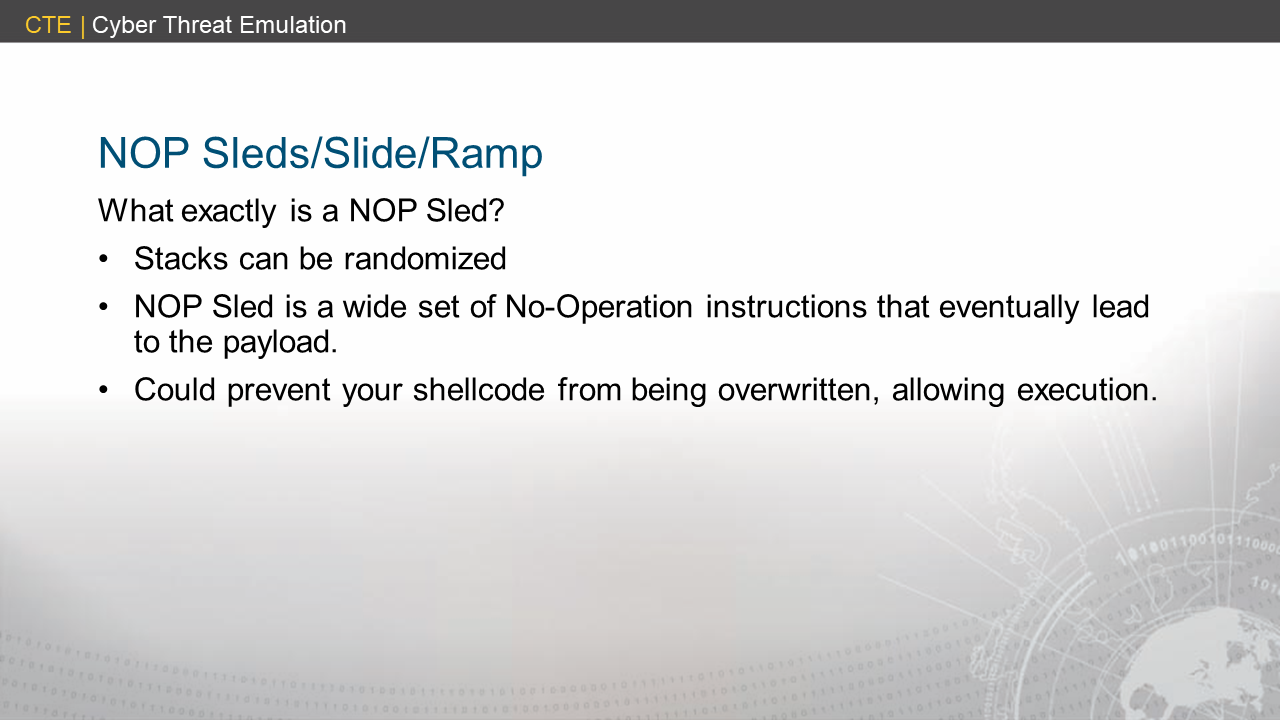 CTE | Cyber Threat Emulation
NOP Sleds/Slide/Ramp
What exactly is a NOP Sled?
• Stacks can be randomized
• NOP Sled is a wide set of No-Operation instructions that eventually lead
to the payload.
• Could prevent your shellcode from being overwritten, allowing execution.